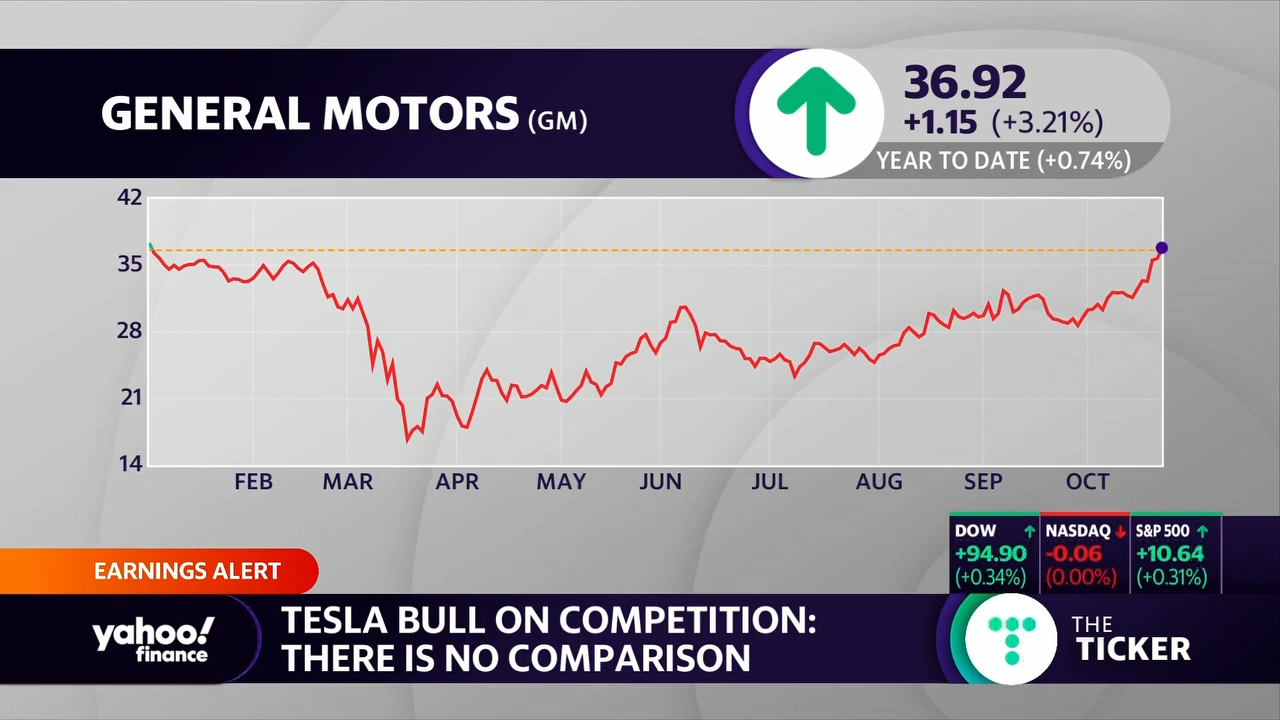 GENERAL MOTORS (GM)
36.92
+1.15 (+3.21%)
YEAR TO DATE (+0.74%)
42
35
28
21
14
FEB MAR APR MAY JUN JUL AUG SEP OCT
DOW
+94.90
(+0.34%)
NASDAQ
-0.06
(0.00%)
S&P 500
+10.64
(+0.31%)
EARNINGS ALERT
yahoo!
finance
TESLA BULL ON COMPETITION:
THERE IS NO COMPARISON
THE
TICKER